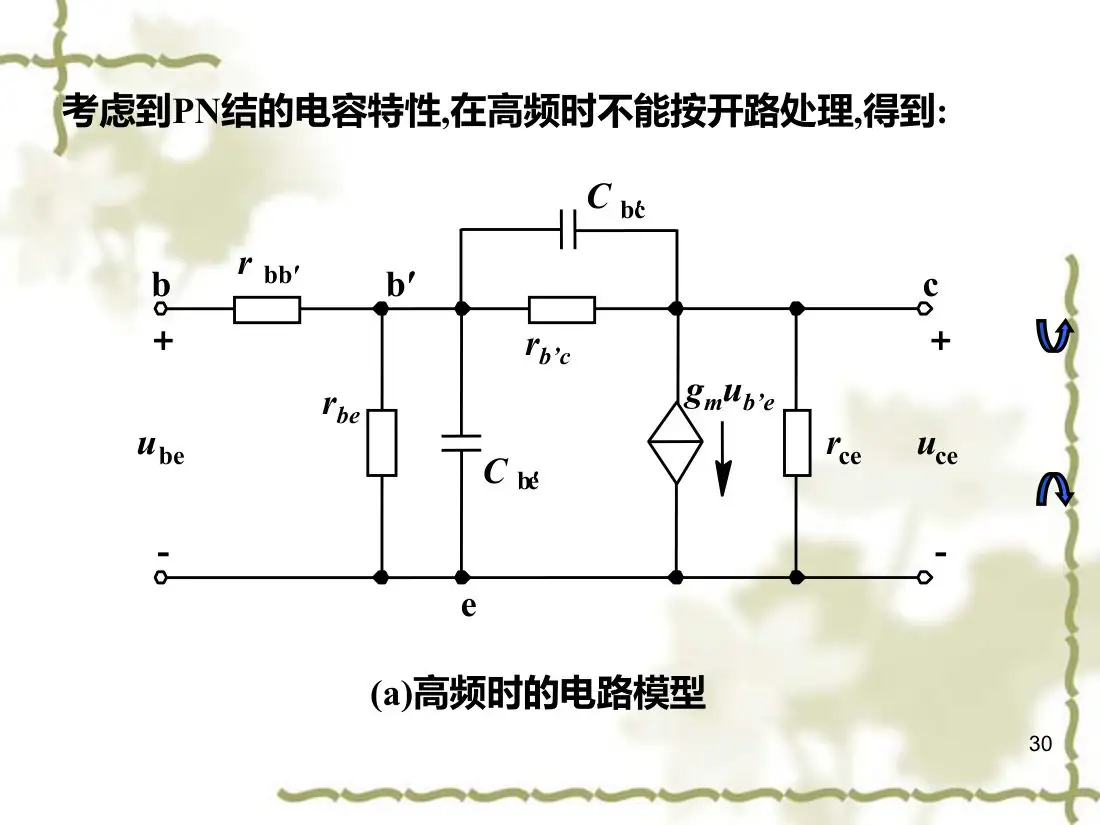 考虑到PN结的电容特性,在高频时不能按开路处理,得到:
C b'c
r bb'
b
b'
c
+
+
r b'c
g m u b'e
r be
u be
C b'e
r ce
u ce
-
-
e
(a)高频时的电路模型
30